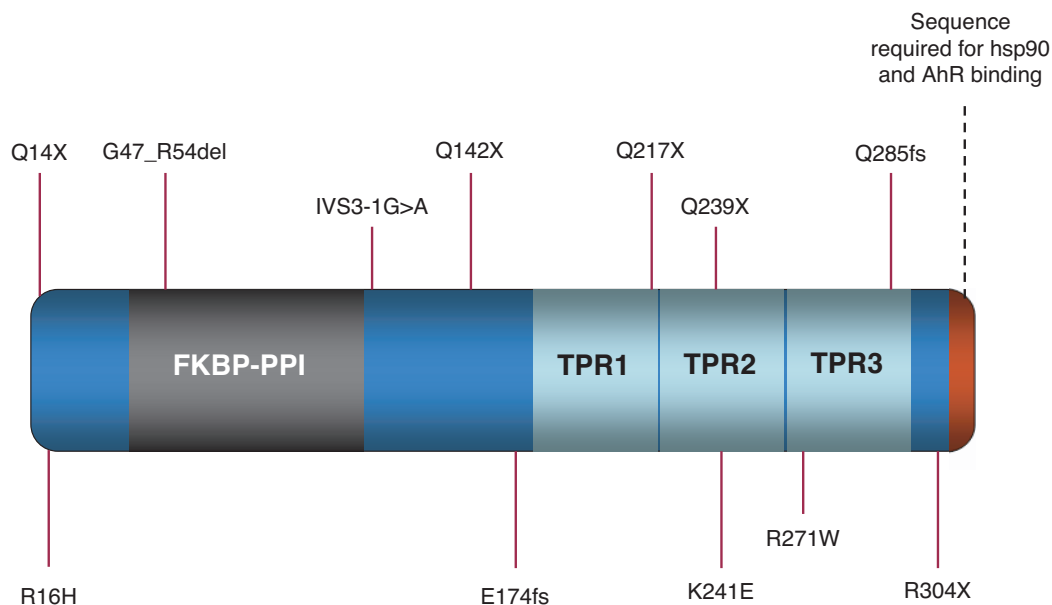 Sequence
required for hsp90
and AhR binding
Q14X
G47_R54del
Q142X
Q217X
Q285fs
IVS3-1G>A
Q239X
FKBP-PPI
TPR1
TPR2
TPR3
R271W
R16H
E174fs
K241E
R304X